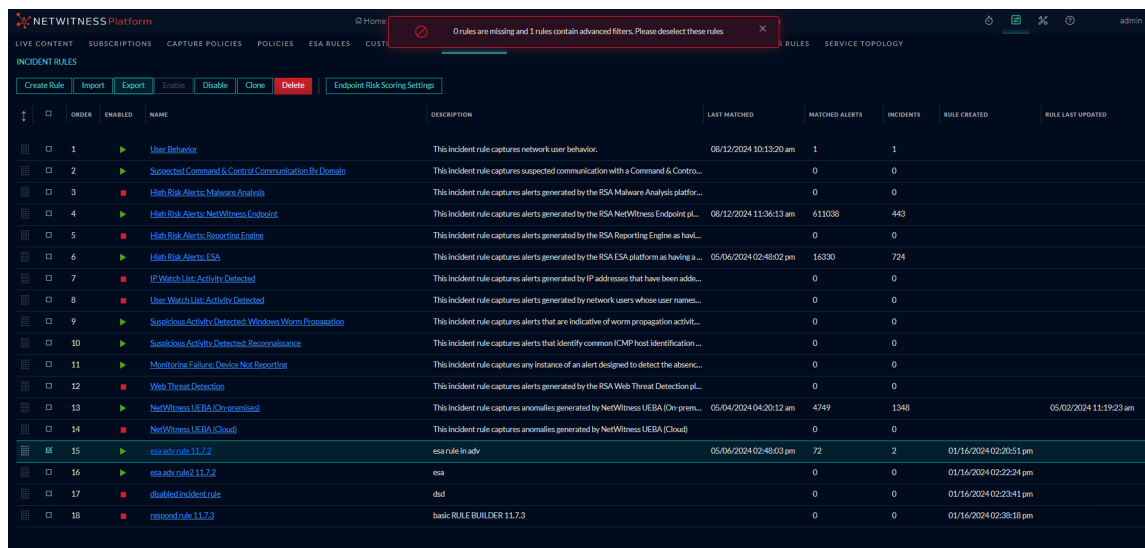 NETWITNESS Platform
Home
admin
0 rules are missing and 1 rules contain advanced filters. Please deselect these rules
LIVE CONTENT SUBSCRIPTIONS CAPTURE POLICIES POLICIES ESA RULES CUST R RULES SERVICE TOPOLOGY
INCIDENT RULES
Create Rule Import Export Enable Disable Clone Delete Endpoint Risk Scoring Settings
ORDER ENABLED NAME DESCRIPTION LAST MATCHED MATCHED ALERTS INCIDENTS RULE CREATED RULE LAST UPDATED
1 User Behavior This incident rule captures network user behavior. 08/12/2024 10:13:20 am 1 1
2 Suspected Command & Control Communication By Domain This incident rule captures suspected communication with a Command & Contro... 0 0
3 High Risk Alerts: Malware Analysis This incident rule captures alerts generated by the RSA Malware Analysis platfor... 0 0
4 High Risk Alerts: NetWitness Endpoint This incident rule captures alerts generated by the RSA NetWitness Endpoint pl... 08/12/2024 11:36:13 am 611038 443
5 High Risk Alerts: Reporting Engine This incident rule captures alerts generated by the RSA Reporting Engine as havi... 0 0
6 High Risk Alerts: ESA This incident rule captures alerts generated by the RSA ESA platform as having a ... 05/06/2024 02:48:02 pm 16330 724
7 IP Watch List: Activity Detected This incident rule captures alerts generated by IP addresses that have been adde... 0 0
8 User Watch List: Activity Detected This incident rule captures alerts generated by network users whose user names... 0 0
9 Suspicious Activity Detected: Windows Worm Propagation This incident rule captures alerts that are indicative of worm propagation activit... 0 0
10 Suspicious Activity Detected: Reconnaissance This incident rule captures alerts that identify common ICMP host identification ... 0 0
11 Monitoring Failure: Device Not Reporting This incident rule captures any instance of an alert designed to detect the absenc... 0 0
12 Web Threat Detection This incident rule captures alerts generated by the RSA Web Threat Detection pl... 0 0
13 NetWitness UEBA (On-premises) This incident rule captures anomalies generated by NetWitness UEBA (On-prem... 05/04/2024 04:20:12 am 4749 1348 05/02/2024 11:19:23 am
14 NetWitness UEBA (Cloud) This incident rule captures anomalies generated by NetWitness UEBA (Cloud) 0 0
15 esa adv rule 11.7.2 esa rule in adv 05/06/2024 02:48:03 pm 72 2 01/16/2024 02:20:51 pm
16 esa adv rule2 11.7.2 esa 0 0 01/16/2024 02:22:24 pm
17 disabled incident rule dsd 0 0 01/16/2024 02:23:41 pm
18 respond rule 11.7.3 basic RULE BUILDER 11.7.3 0 0 01/16/2024 02:38:18 pm